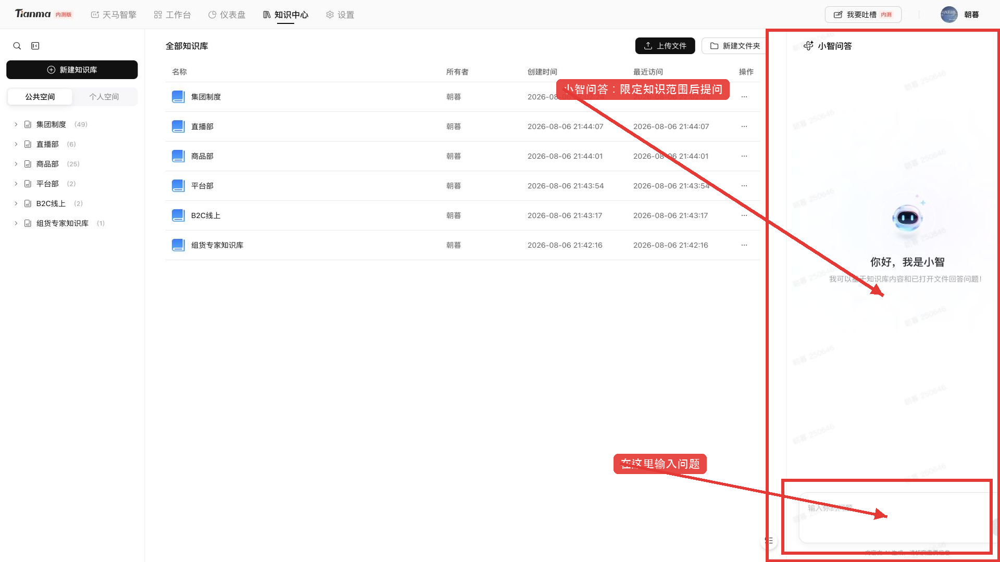 Tianma 内测版 天马智擎 工作台 仪表盘 知识中心 设置 我要吐槽 内测 朝暮
全部知识库 上传文件 新建文件夹 小智问答
新建知识库
公共空间 个人空间
集团制度 (49)
直播部 (6)
商品部 (25)
平台部 (2)
B2C线上 (2)
组货专家知识库 (1)
名称 所有者 创建时间 最近访问 操作
小智问答：限定知识范围后提问
集团制度 朝暮 2026-08
直播部 朝暮 2026-08-06 21:44:07 2026-08-06 21:44:07
商品部 朝暮 2026-08-06 21:44:01 2026-08-06 21:44:01
平台部 朝暮 2026-08-06 21:43:54 2026-08-06 21:43:54
B2C线上 朝暮 2026-08-06 21:43:17 2026-08-06 21:43:17
组货专家知识库 朝暮 2026-08-06 21:42:16 2026-08-06 21:42:16
你好，我是小智
我可以基于知识库内容和已打开文件回答问题！
在这里输入问题
输入你的问题
朝暮 250646